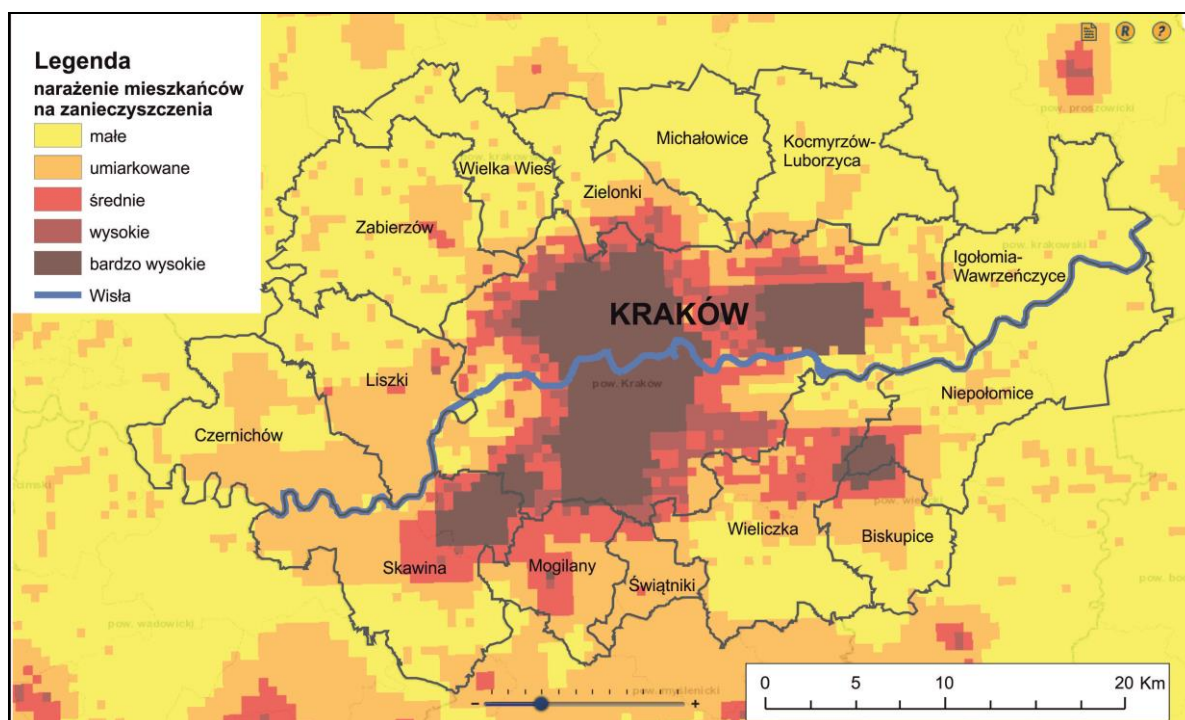 Legenda
narażenie mieszkańców
na zanieczyszczenia
małe
umiarkowane
średnie
wysokie
bardzo wysokie
Wisła
R
?
pow. proszowicki
Michałowice
Kocmyrzów-
Luborzyca
pow. krakowski
Wielka Wieś
Zielonki
Zabierzów
pow. krakowski
Igołomia-
Wawrzeńczyce
KRAKÓW
pow. Kraków
Liszki
Niepołomice
Czernichów
Wieliczka
Biskupice
Skawina
Mogilany
Świątniki
pow. wadowicki
pow. myślenicki
- +
0 5 10 20 Km